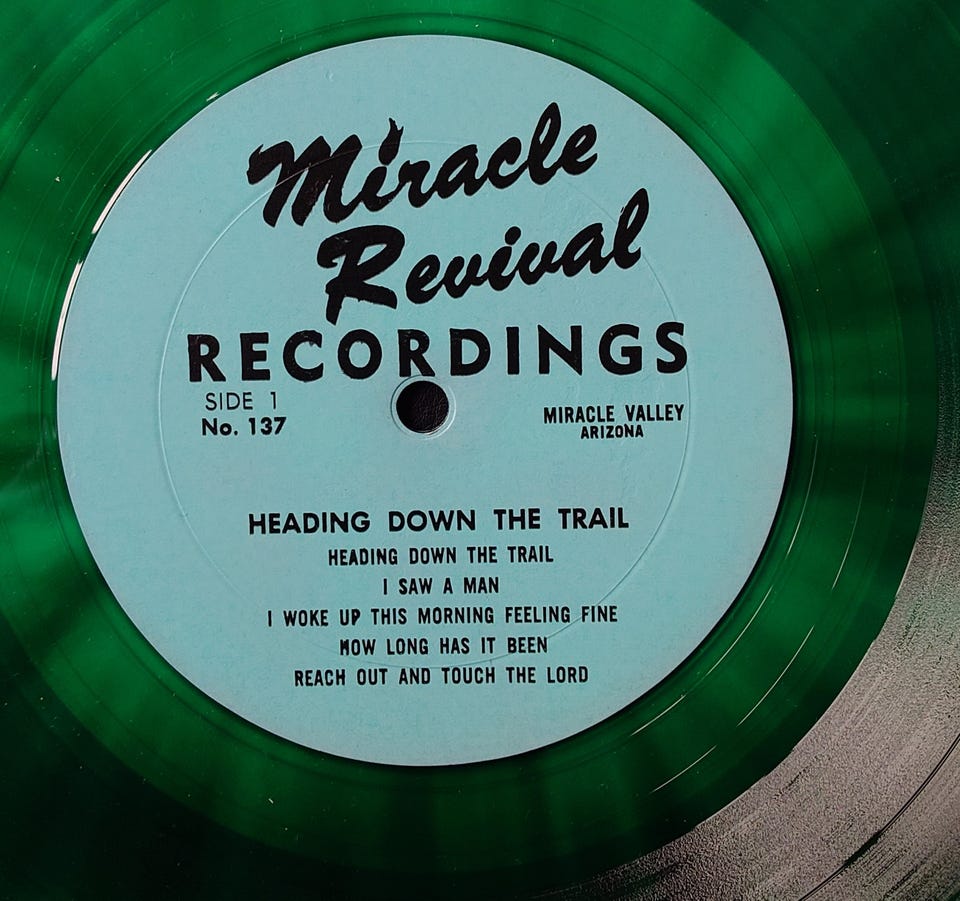 Miracle
Revival
RECORDINGS
SIDE 1
No. 137
MIRACLE VALLEY
ARIZONA
HEADING DOWN THE TRAIL
HEADING DOWN THE TRAIL
I SAW A MAN
I WOKE UP THIS MORNING FEELING FINE
HOW LONG HAS IT BEEN
REACH OUT AND TOUCH THE LORD